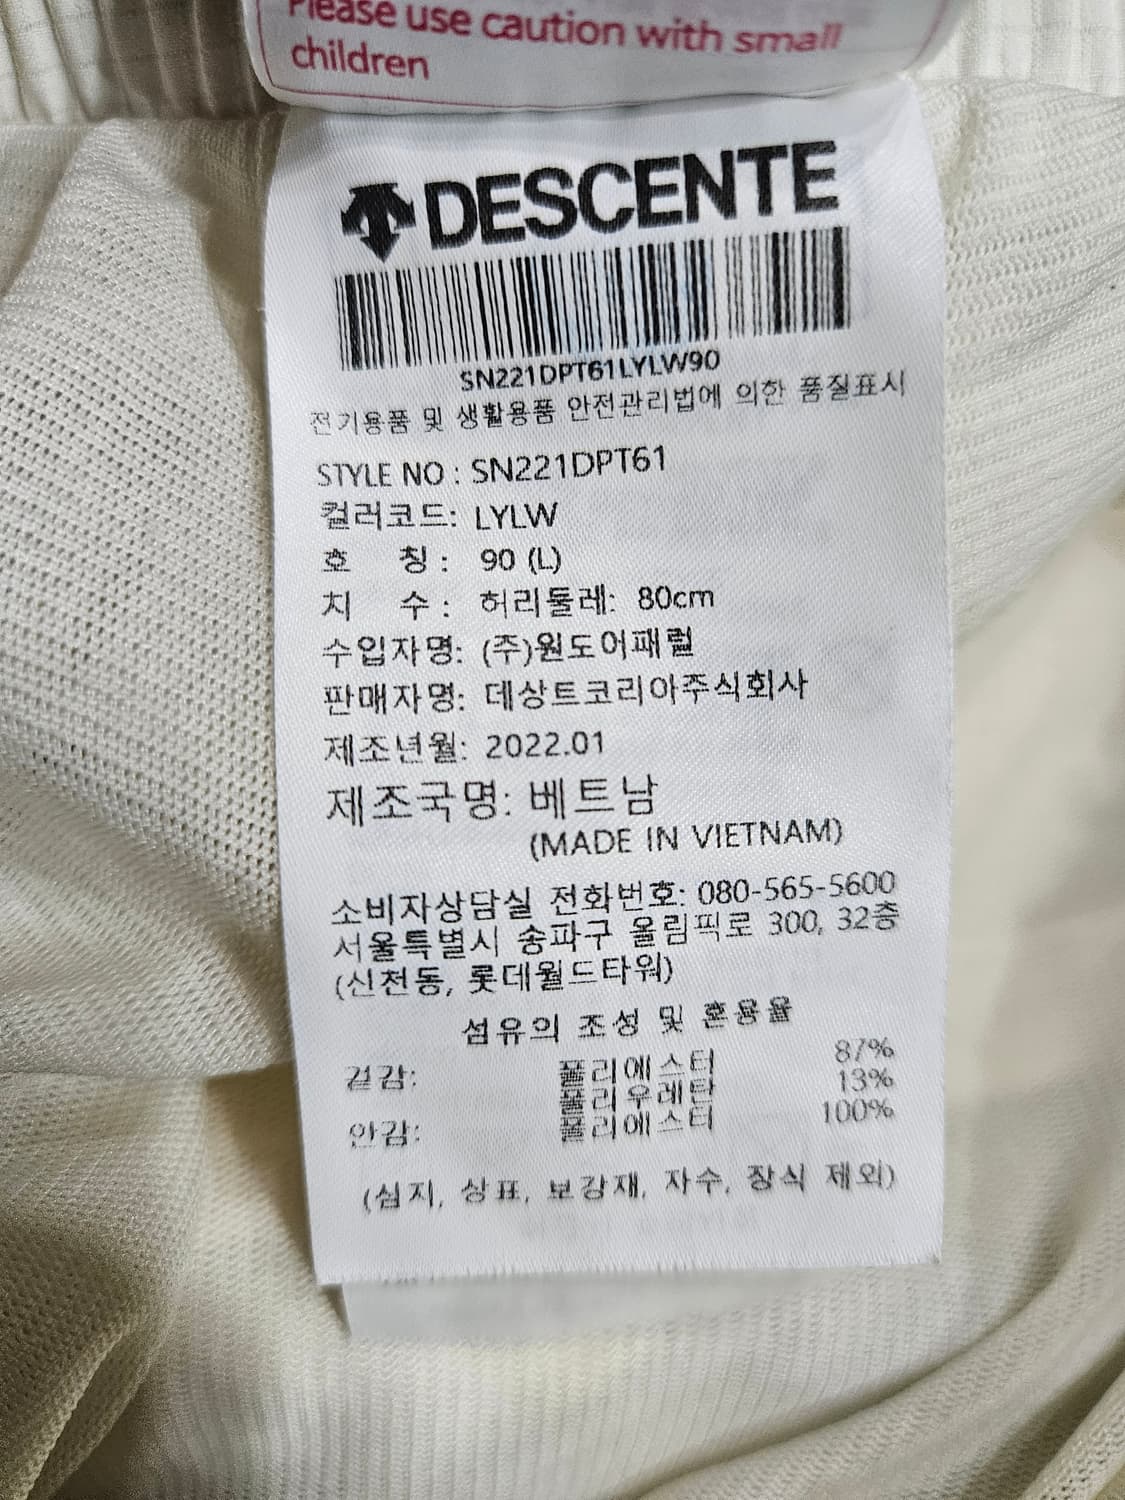 Please use caution with small
children
DESCENTE
SN221DPT61LYLW90
전기용품 및 생활용품 안전관리법에 의한 품질표시
STYLE NO : SN221DPT61
컬러코드: LYLW
호 칭 : 90 (L)
치 수 : 허리둘레: 80cm
수입자명: (주)원도어패럴
판매자명: 데상트코리아주식회사
제조년월: 2022.01
제조국명: 베트남
(MADE IN VIETNAM)
소비자상담실 전화번호: 080-565-5600
서울특별시 송파구 올림픽로 300, 32층
(신천동, 롯데월드타워)
섬유의 조성 및 혼용율
겉감: 폴리에스터 87%
폴리우레탄 13%
안감: 폴리에스터 100%
(심지, 상표, 보강재, 자수, 장식 제외)